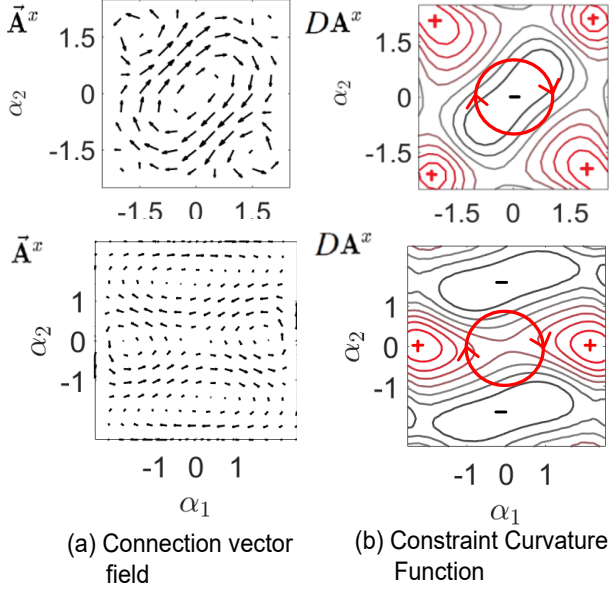 A⃗ˣ
1.5
0
-1.5
α₂
-1.5 0 1.5
DAˣ
1.5
0
-1.5
α₂
+
+
-
+
+
-1.5 0 1.5
A⃗ˣ
1
0
-1
α₂
-1 0 1
α₁
DAˣ
1
0
-1
α₂
-
+
+
-
-1 0 1
α₁
(a) Connection vector
field
(b) Constraint Curvature
Function